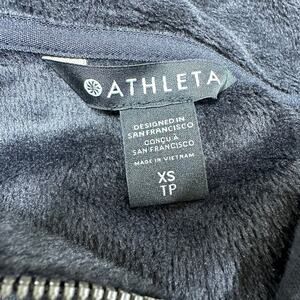 ATHLETA
DESIGNED IN
SAN FRANCISCO
CONÇU À
SAN FRANCISCO
MADE IN VIETNAM
XS
TP